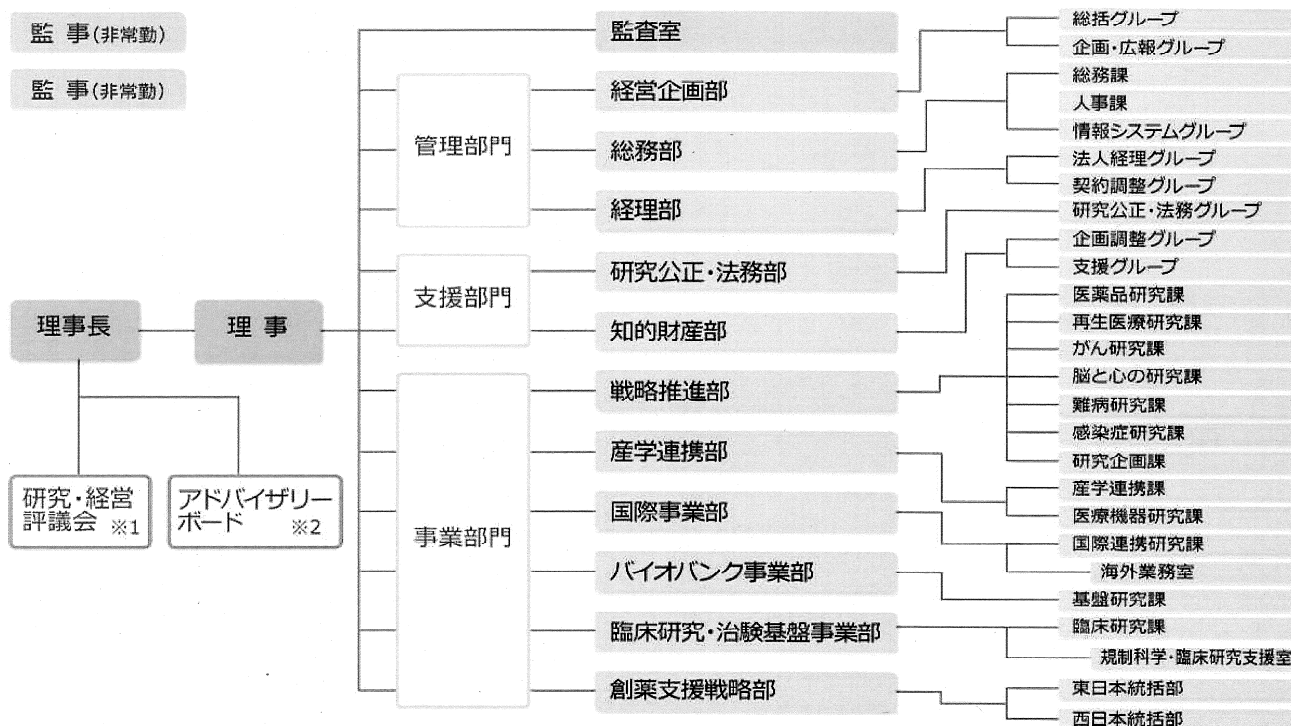 監 事(非常勤)
監 事(非常勤)
理事長
理 事
研究・経営
評議会 ※1
アドバイザリー
ボード ※2
管理部門
支援部門
事業部門
監査室
経営企画部
総務部
経理部
研究公正・法務部
知的財産部
戦略推進部
産学連携部
国際事業部
バイオバンク事業部
臨床研究・治験基盤事業部
創薬支援戦略部
総括グループ
企画・広報グループ
総務課
人事課
情報システムグループ
法人経理グループ
契約調整グループ
研究公正・法務グループ
企画調整グループ
支援グループ
医薬品研究課
再生医療研究課
がん研究課
脳と心の研究課
難病研究課
感染症研究課
研究企画課
産学連携課
医療機器研究課
国際連携研究課
海外業務室
基盤研究課
臨床研究課
規制科学・臨床研究支援室
東日本統括部
西日本統括部